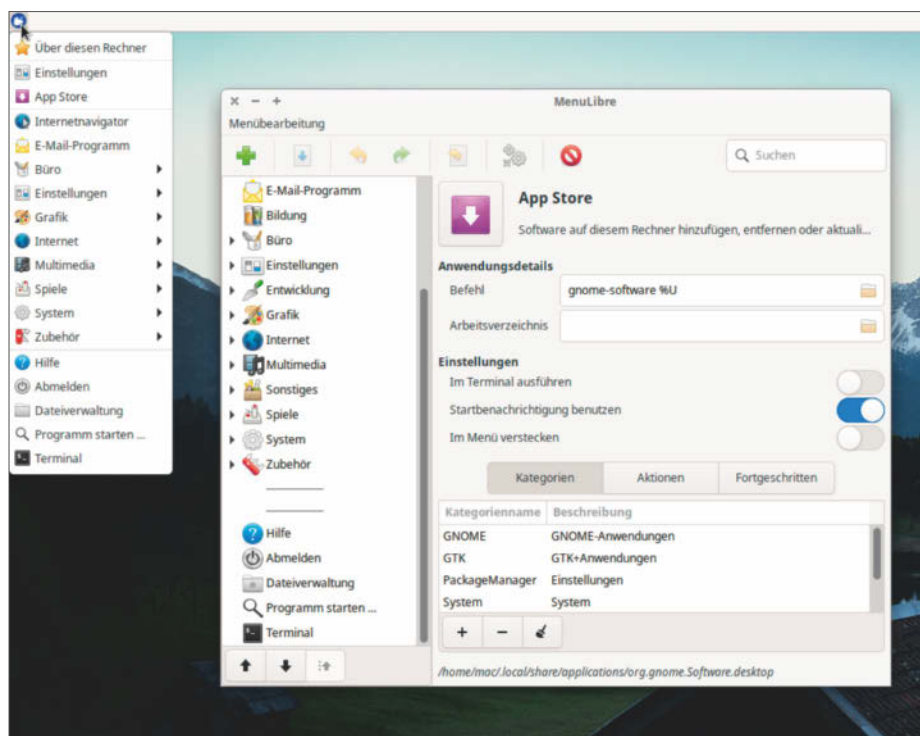 Über diesen Rechner
Einstellungen
App Store
Internetnavigator
E-Mail-Programm
Büro
Einstellungen
Grafik
Internet
Multimedia
Spiele
System
Zubehör
Hilfe
Abmelden
Dateiverwaltung
Programm starten ...
Terminal
MenuLibre
Menübearbeitung
Suchen
E-Mail-Programm
Bildung
Büro
Einstellungen
Entwicklung
Grafik
Internet
Multimedia
Sonstiges
Spiele
System
Zubehör
Hilfe
Abmelden
Dateiverwaltung
Programm starten ...
Terminal
App Store
Software auf diesem Rechner hinzufügen, entfernen oder aktuali...
Anwendungsdetails
Befehl gnome-software %U
Arbeitsverzeichnis
Einstellungen
Im Terminal ausführen
Startbenachrichtigung benutzen
Im Menü verstecken
Kategorien Aktionen Fortgeschritten
Kategorienname Beschreibung
GNOME GNOME-Anwendungen
GTK GTK+Anwendungen
PackageManager Einstellungen
System System
/home/mac/.local/share/applications/org.gnome.Software.desktop